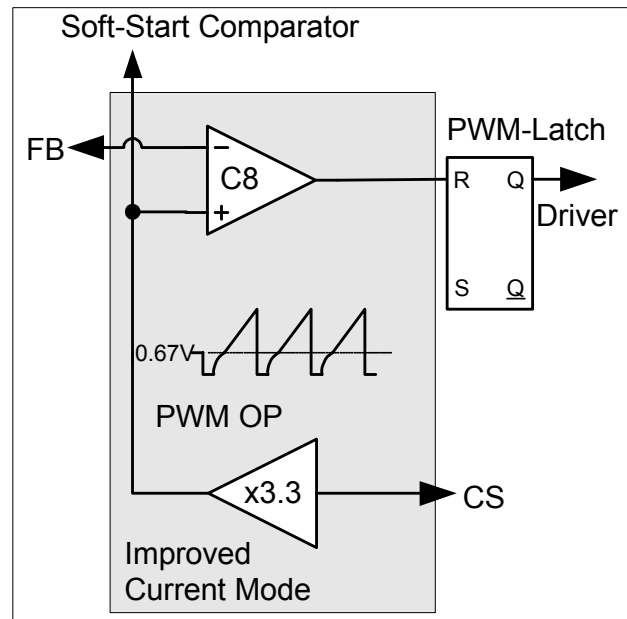 Soft-Start Comparator
FB
C8
PWM-Latch
R Q
Driver
S Q
0.67V
PWM OP
x3.3
CS
Improved
Current Mode